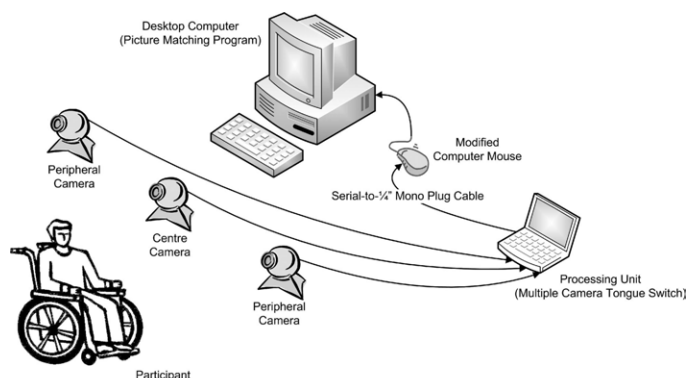 Desktop Computer
(Picture Matching Program)
Peripheral
Camera
Modified
Computer Mouse
Serial-to-¼" Mono Plug Cable
Centre
Camera
Processing Unit
(Multiple Camera Tongue Switch)
Peripheral
Camera
Participant